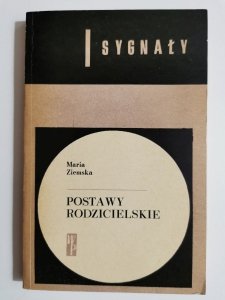 SYGNAŁY
Maria
Ziemska
POSTAWY
RODZICIELSKIE